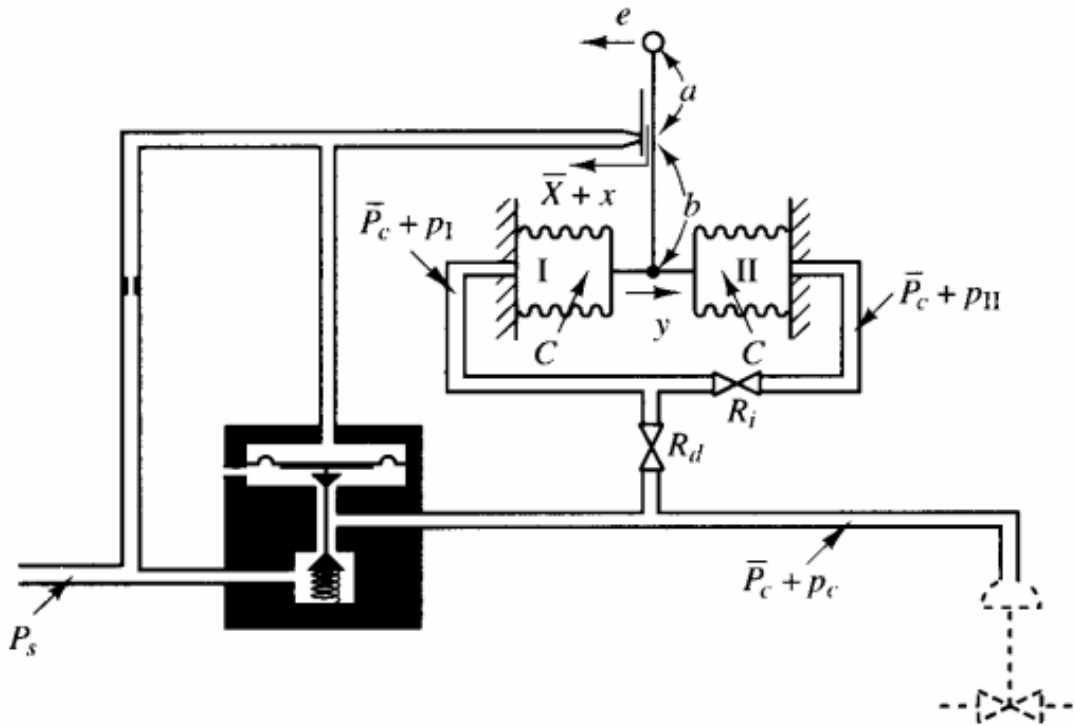 e
a
X̄ + x
b
P̄c + pI
I
II
P̄c + pII
C
y
C
Ri
Rd
P̄c + pc
Ps